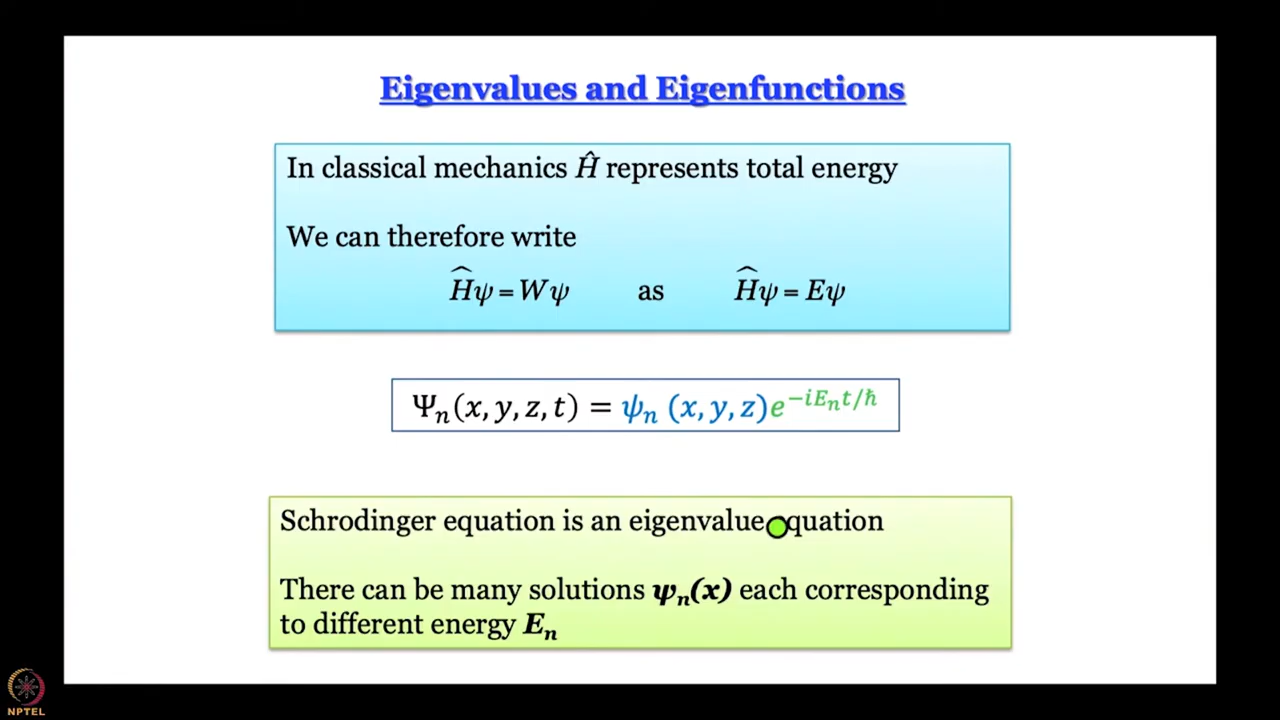 Eigenvalues and Eigenfunctions
In classical mechanics Ĥ represents total energy
We can therefore write
Ĥψ = Wψ as Ĥψ = Eψ
Ψₙ(x, y, z, t) = ψₙ (x, y, z)e^{−iEₙt/ħ}
Schrodinger equation is an eigenvalue equation
There can be many solutions ψₙ(x) each corresponding
to different energy Eₙ
NPTEL